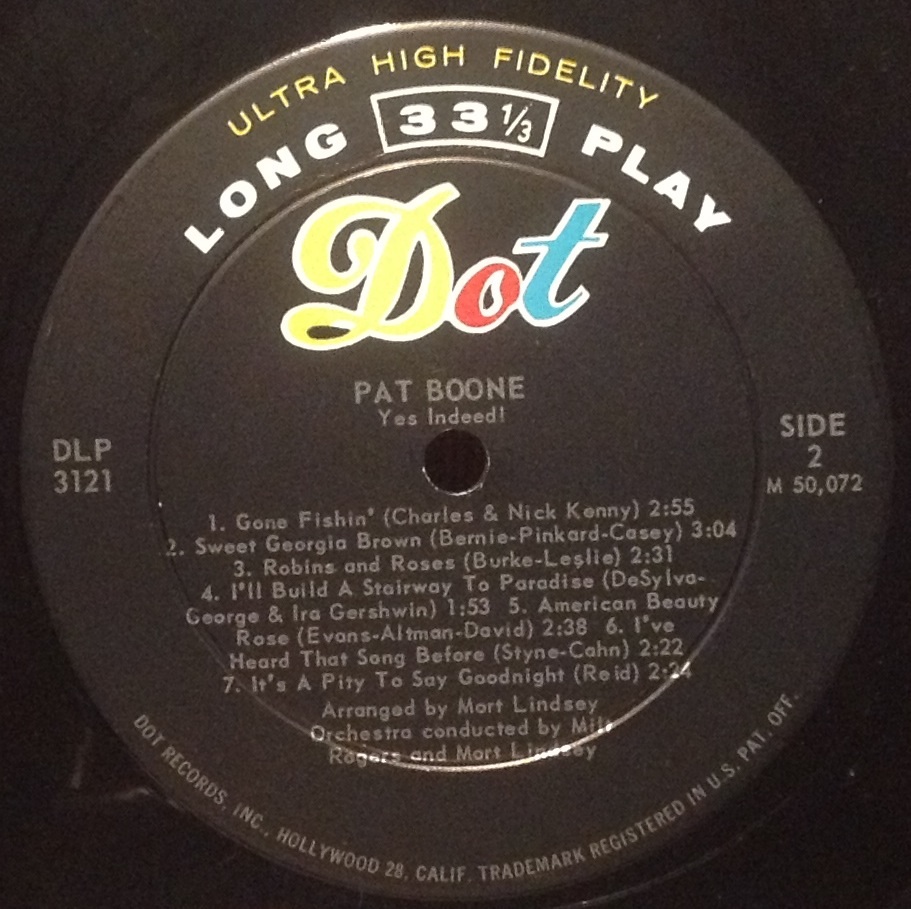 ULTRA HIGH FIDELITY
LONG 33 1/3 PLAY
Dot
PAT BOONE
Yes Indeed!
DLP
3121
SIDE
2
M 50,072
1. Gone Fishin' (Charles & Nick Kenny) 2:55
2. Sweet Georgia Brown (Bernie-Pinkard-Casey) 3:04
3. Robins and Roses (Burke-Leslie) 2:31
4. I'll Build A Stairway To Paradise (DeSylva-
George & Ira Gershwin) 1:53 5. American Beauty
Rose (Evans-Altman-David) 2:38 6. I've
Heard That Song Before (Styne-Cahn) 2:22
7. It's A Pity To Say Goodnight (Reid) 2:24
Arranged by Mort Lindsey
Orchestra conducted by Milt
Rogers and Mort Lindsey
DOT RECORDS, INC., HOLLYWOOD 28, CALIF. TRADEMARK REGISTERED IN U.S. PAT. OFF.